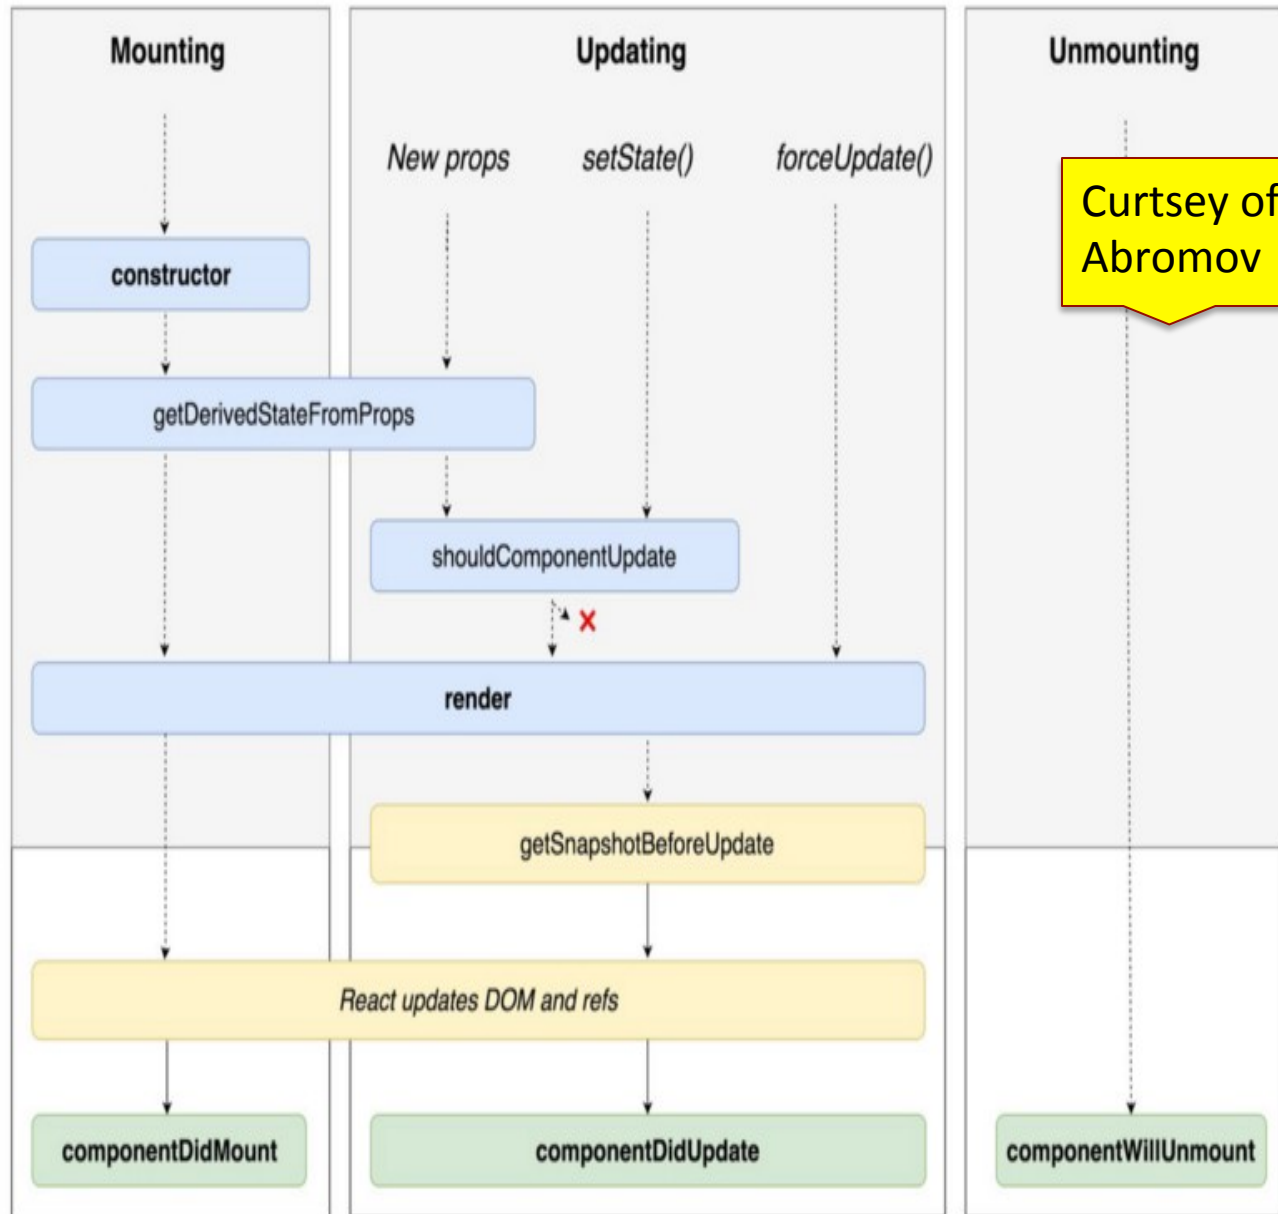 Mounting
Updating
Unmounting
New props
setState()
forceUpdate()
Curtsey of
Abromov
constructor
getDerivedStateFromProps
shouldComponentUpdate
render
getSnapshotBeforeUpdate
React updates DOM and refs
componentDidMount
componentDidUpdate
componentWillUnmount